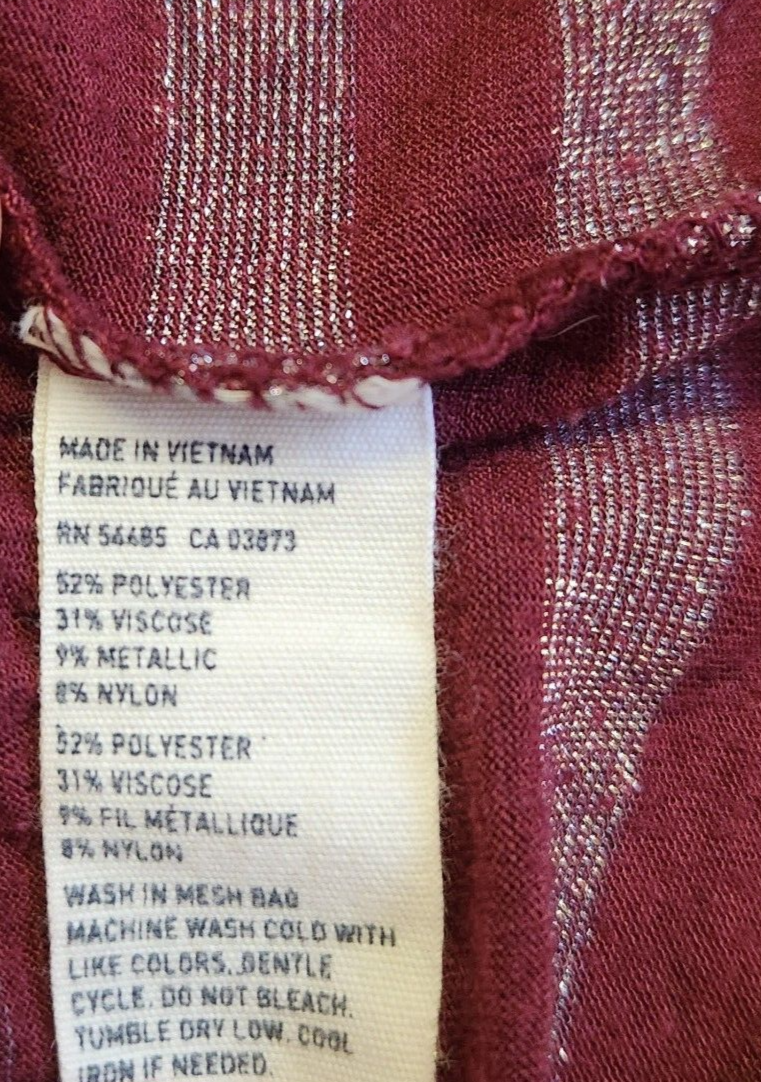 MADE IN VIETNAM
FABRIQUÉ AU VIETNAM
RN 54485 CA 03873
52% POLYESTER
31% VISCOSE
9% METALLIC
8% NYLON
52% POLYESTER
31% VISCOSE
9% FIL MÉTALLIQUE
8% NYLON
WASH IN MESH BAG
MACHINE WASH COLD WITH
LIKE COLORS. GENTLE
CYCLE. DO NOT BLEACH.
TUMBLE DRY LOW. COOL
IRON IF NEEDED.